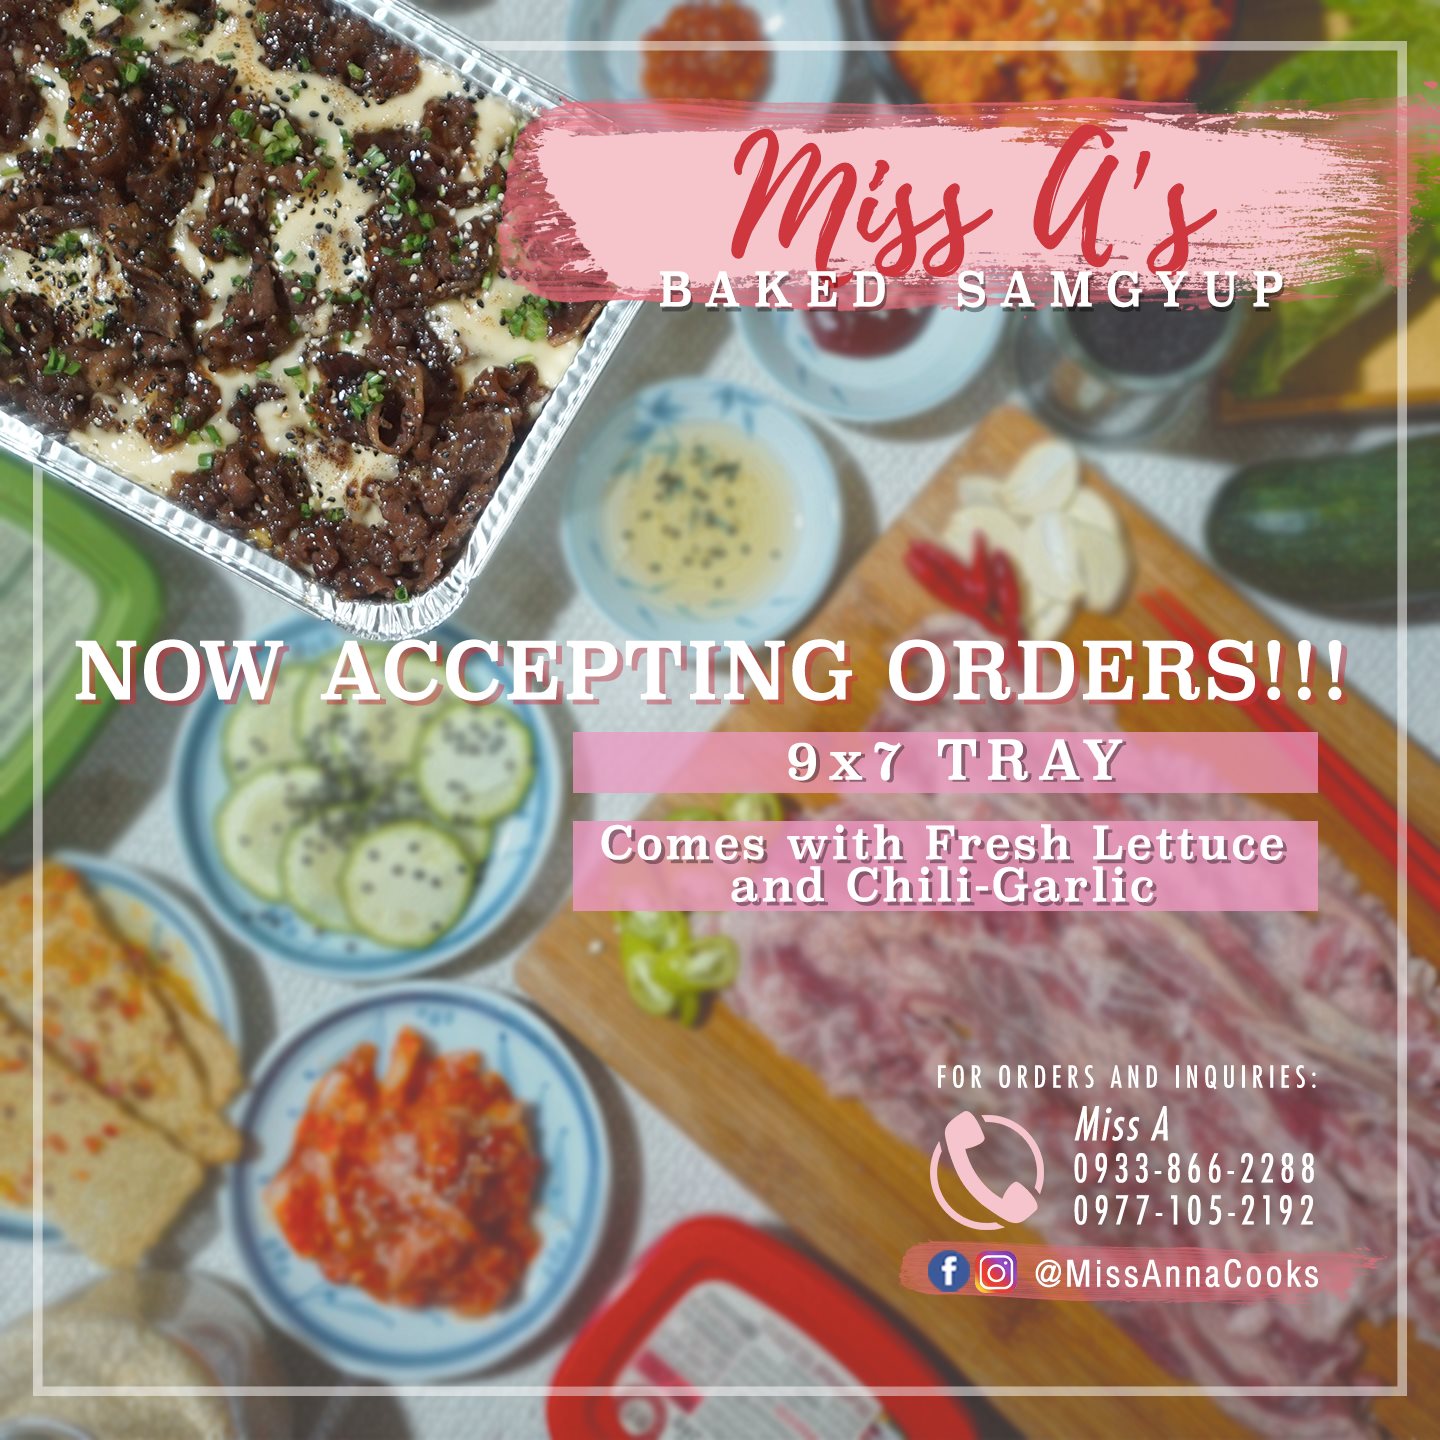 Miss A's
BAKED SAMGYUP
NOW ACCEPTING ORDERS!!!
9x7 TRAY
Comes with Fresh Lettuce
and Chili-Garlic
FOR ORDERS AND INQUIRIES:
Miss A
0933-866-2288
0977-105-2192
@MissAnnaCooks